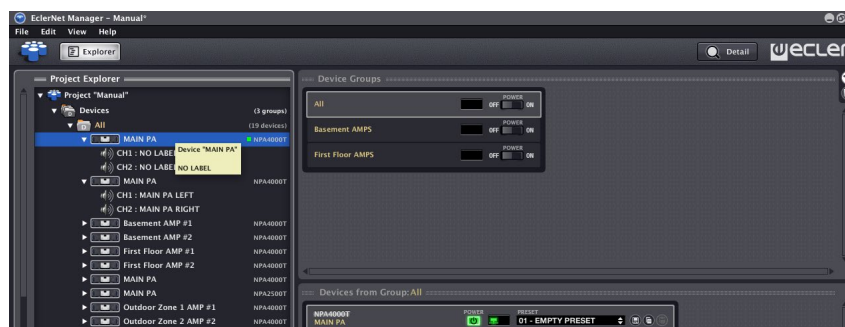 EclerNet Manager - Manual*
File Edit View Help
Explorer
Detail
ecler
Project Explorer
Device Groups
Project "Manual"
Devices (3 groups)
All (19 devices)
MAIN PA NPA4000T
Device "MAIN PA"
NO LABEL
CH1 : NO LABEL
CH2 : NO LABEL
MAIN PA NPA4000T
CH1 : MAIN PA LEFT
CH2 : MAIN PA RIGHT
Basement AMP #1 NPA4000T
Basement AMP #2 NPA4000T
First Floor AMP #1 NPA4000T
First Floor AMP #2 NPA4000T
MAIN PA NPA4000T
MAIN PA NPA2500T
Outdoor Zone 1 AMP #1 NPA4000T
Outdoor Zone 2 AMP #2 NPA4000T
POWER
All OFF ON
POWER
Basement AMPS OFF ON
POWER
First Floor AMPS OFF ON
Devices from Group: All
NPA4000T POWER PRESET
MAIN PA 01 - EMPTY PRESET